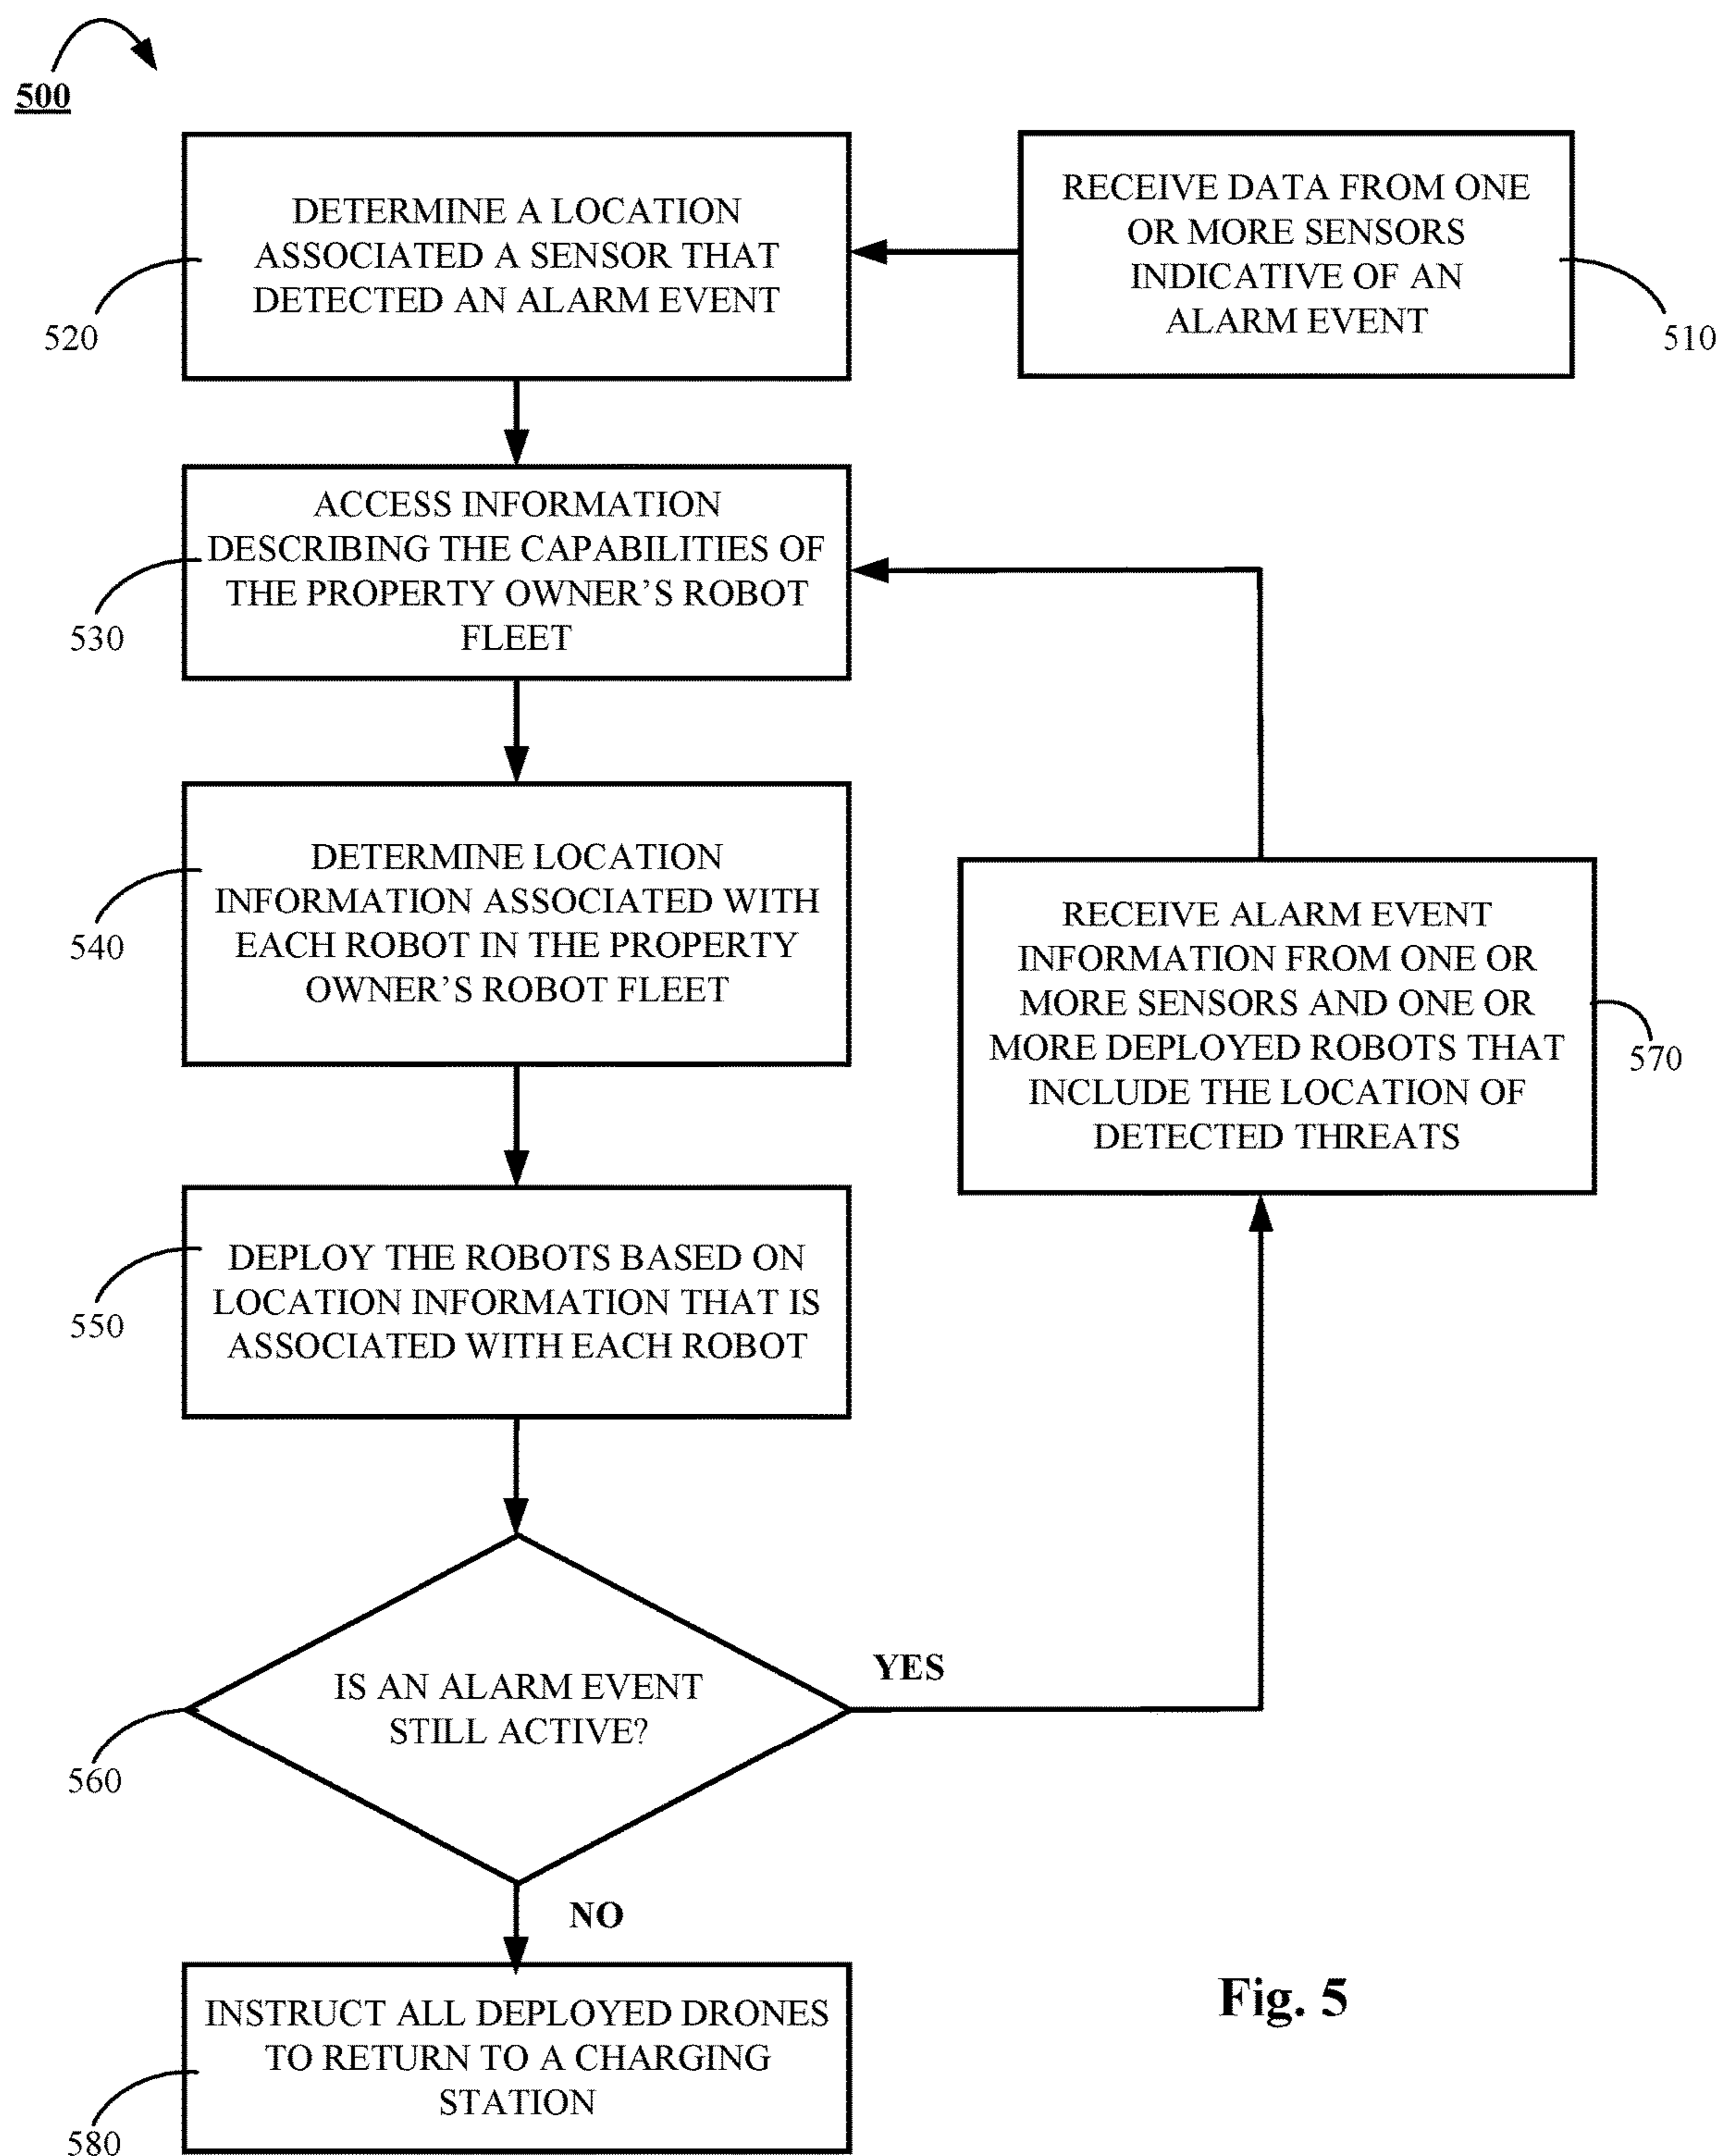 500
DETERMINE A LOCATION
ASSOCIATED A SENSOR THAT
DETECTED AN ALARM EVENT
520
RECEIVE DATA FROM ONE
OR MORE SENSORS
INDICATIVE OF AN
ALARM EVENT
510
ACCESS INFORMATION
DESCRIBING THE CAPABILITIES OF
THE PROPERTY OWNER'S ROBOT
FLEET
530
DETERMINE LOCATION
INFORMATION ASSOCIATED WITH
EACH ROBOT IN THE PROPERTY
OWNER'S ROBOT FLEET
540
RECEIVE ALARM EVENT
INFORMATION FROM ONE OR
MORE SENSORS AND ONE OR
MORE DEPLOYED ROBOTS THAT
INCLUDE THE LOCATION OF
DETECTED THREATS
570
DEPLOY THE ROBOTS BASED ON
LOCATION INFORMATION THAT IS
ASSOCIATED WITH EACH ROBOT
550
IS AN ALARM EVENT
STILL ACTIVE?
YES
560
NO
INSTRUCT ALL DEPLOYED DRONES
TO RETURN TO A CHARGING
STATION
580
Fig. 5